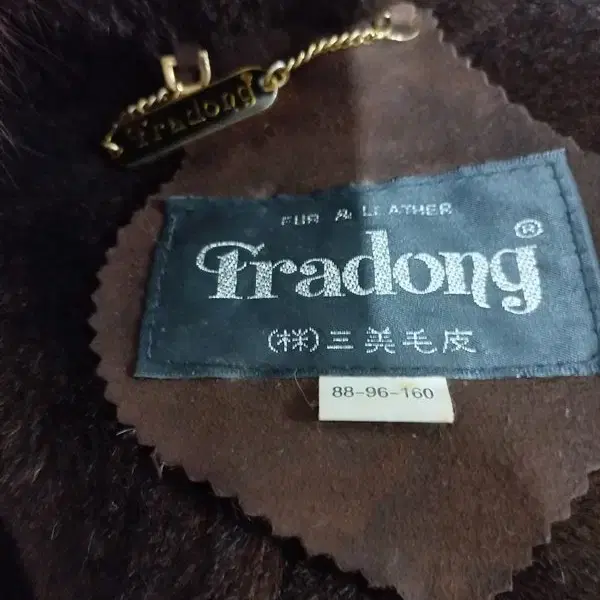 Tradong
FUR & LEATHER
Tradong®
(株)三美毛皮
88-96-160